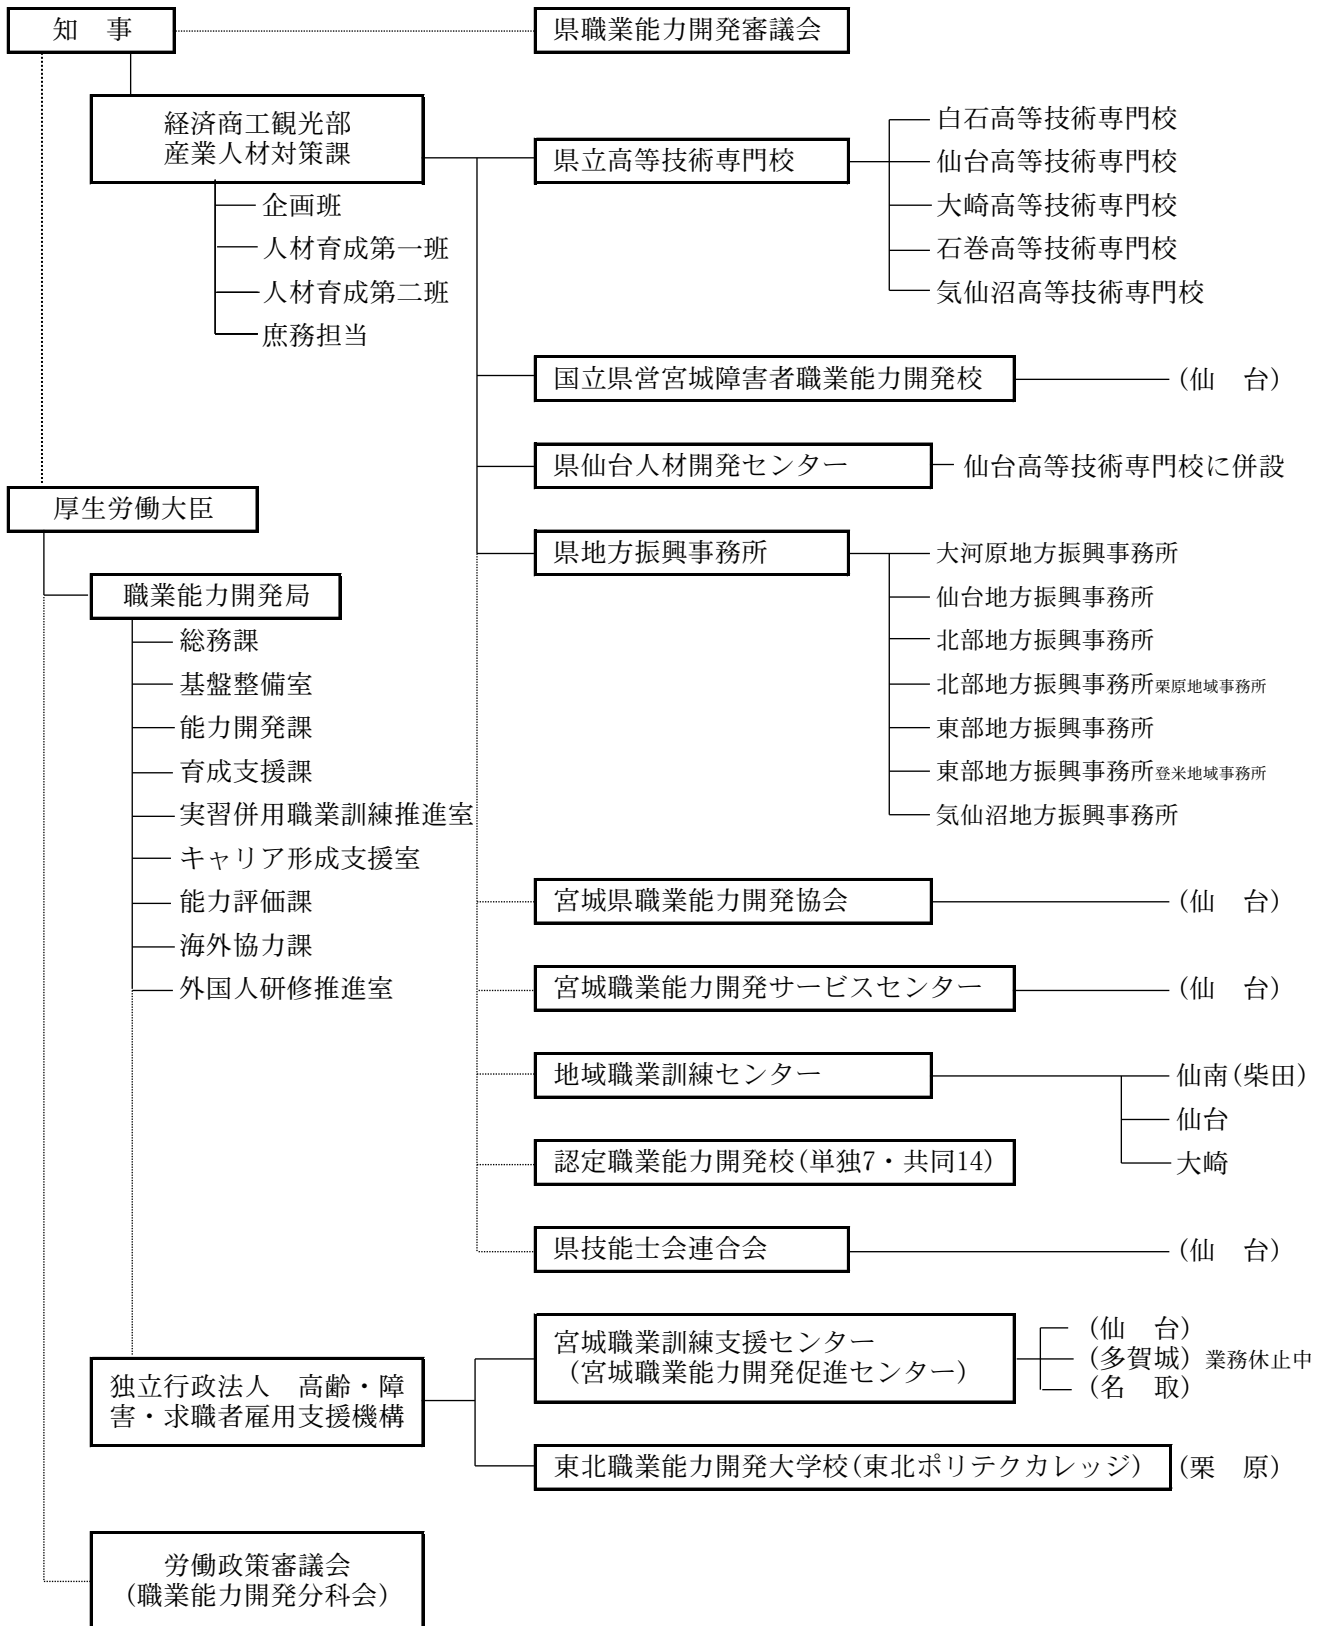 知　事
県職業能力開発審議会
経済商工観光部
産業人材対策課
企画班
人材育成第一班
人材育成第二班
庶務担当
県立高等技術専門校
白石高等技術専門校
仙台高等技術専門校
大崎高等技術専門校
石巻高等技術専門校
気仙沼高等技術専門校
国立県営宮城障害者職業能力開発校
（仙　台）
県仙台人材開発センター
仙台高等技術専門校に併設
県地方振興事務所
大河原地方振興事務所
仙台地方振興事務所
北部地方振興事務所
北部地方振興事務所栗原地域事務所
東部地方振興事務所
東部地方振興事務所登米地域事務所
気仙沼地方振興事務所
厚生労働大臣
職業能力開発局
総務課
基盤整備室
能力開発課
育成支援課
実習併用職業訓練推進室
キャリア形成支援室
能力評価課
海外協力課
外国人研修推進室
宮城県職業能力開発協会
（仙　台）
宮城職業能力開発サービスセンター
（仙　台）
地域職業訓練センター
仙南（柴田）
仙台
大崎
認定職業能力開発校（単独7・共同14）
県技能士会連合会
（仙　台）
独立行政法人　高齢・障
害・求職者雇用支援機構
宮城職業訓練支援センター
（宮城職業能力開発促進センター）
（仙　台）
（多賀城）業務休止中
（名　取）
東北職業能力開発大学校（東北ポリテクカレッジ）
（栗　原）
労働政策審議会
（職業能力開発分科会）